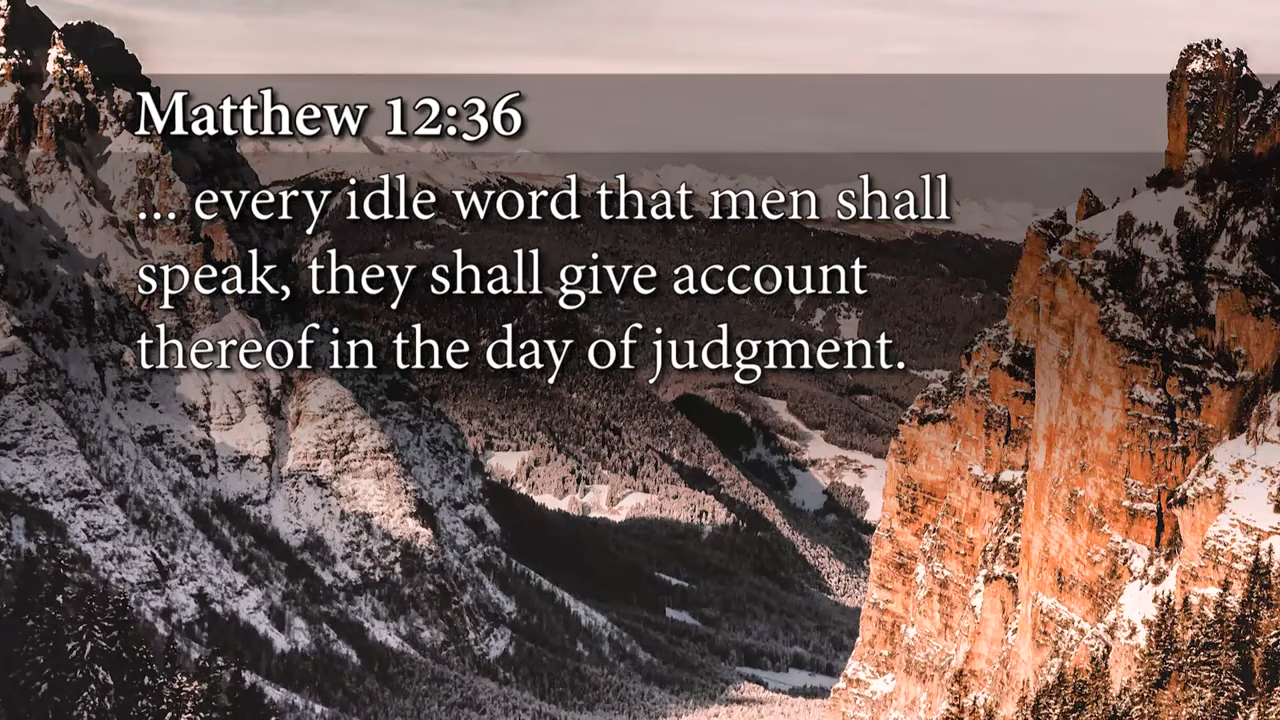 Matthew 12:36
... every idle word that men shall
speak, they shall give account
thereof in the day of judgment.